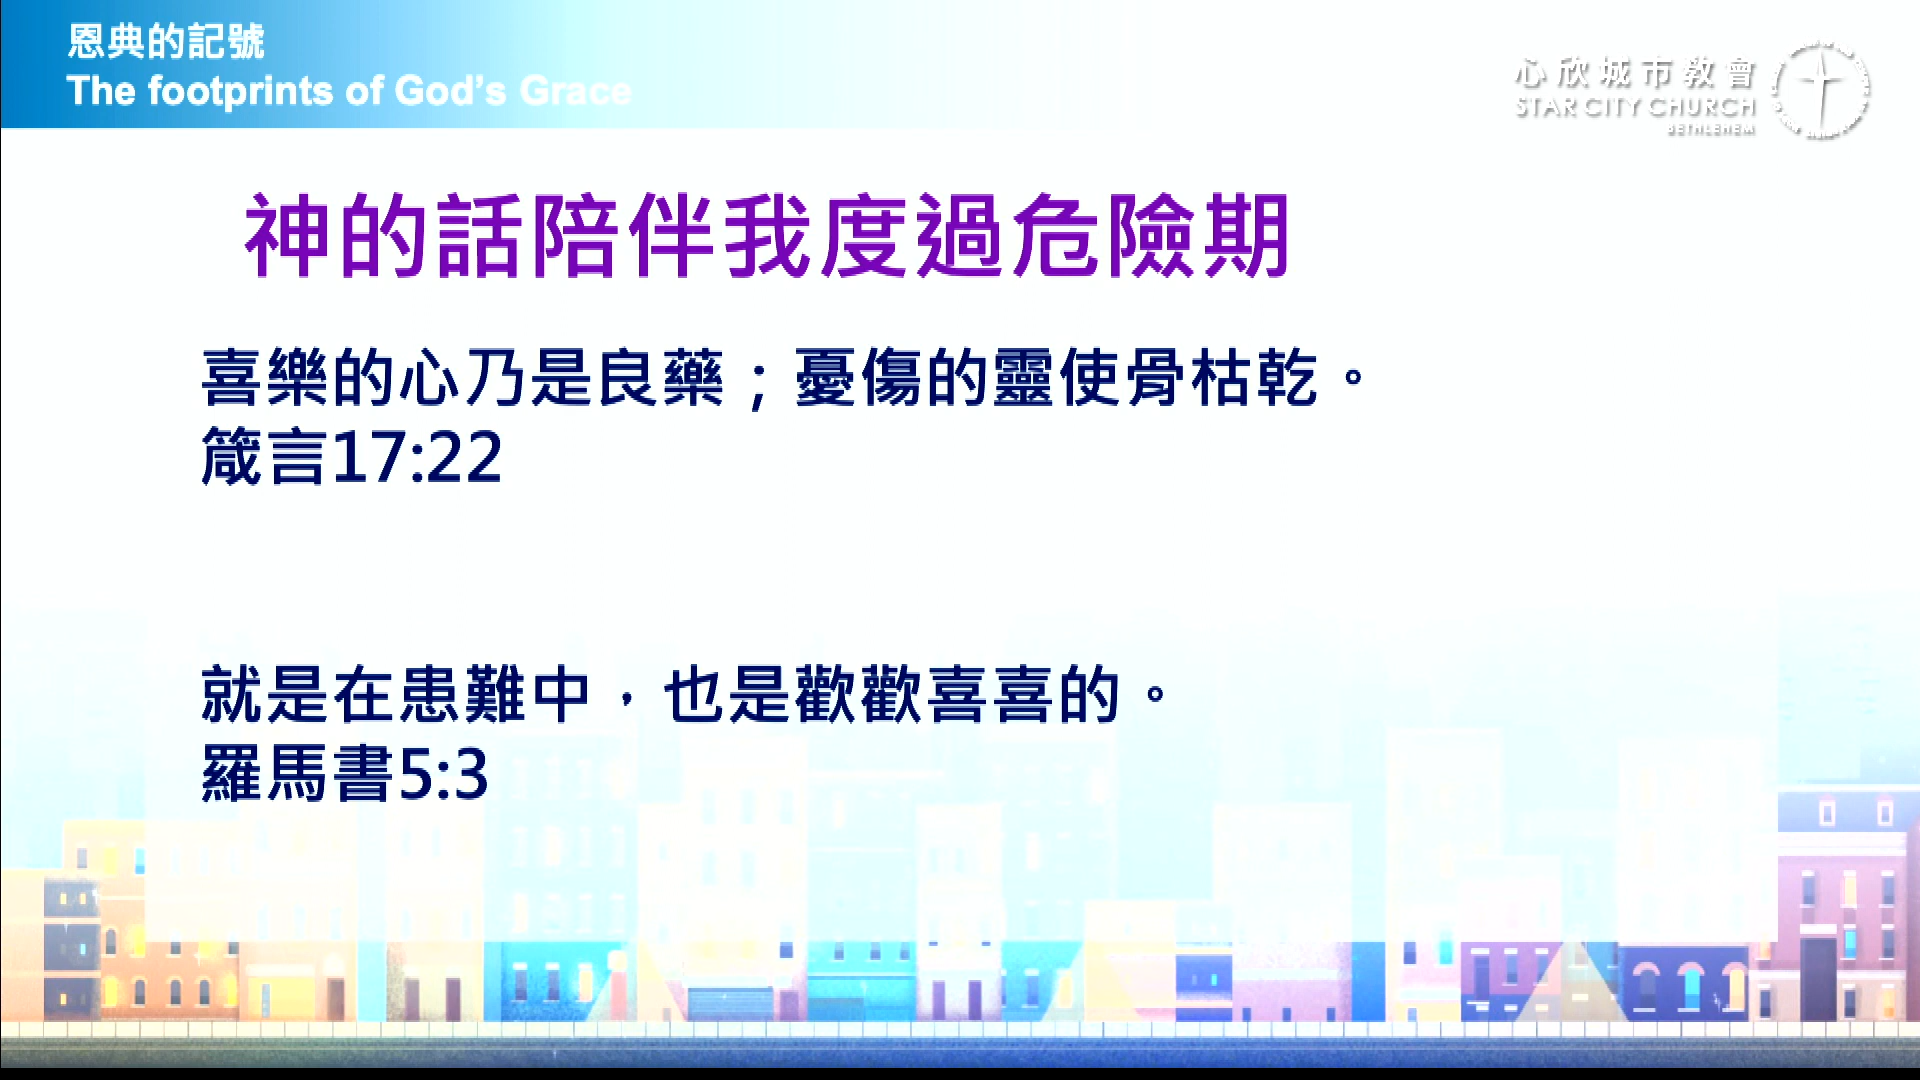 恩典的記號
The footprints of God's Grace
心欣城市教會
STAR CITY CHURCH
BETHLEHEM
神的話陪伴我度過危險期
喜樂的心乃是良藥；憂傷的靈使骨枯乾。
箴言17:22
就是在患難中，也是歡歡喜喜的。
羅馬書5:3